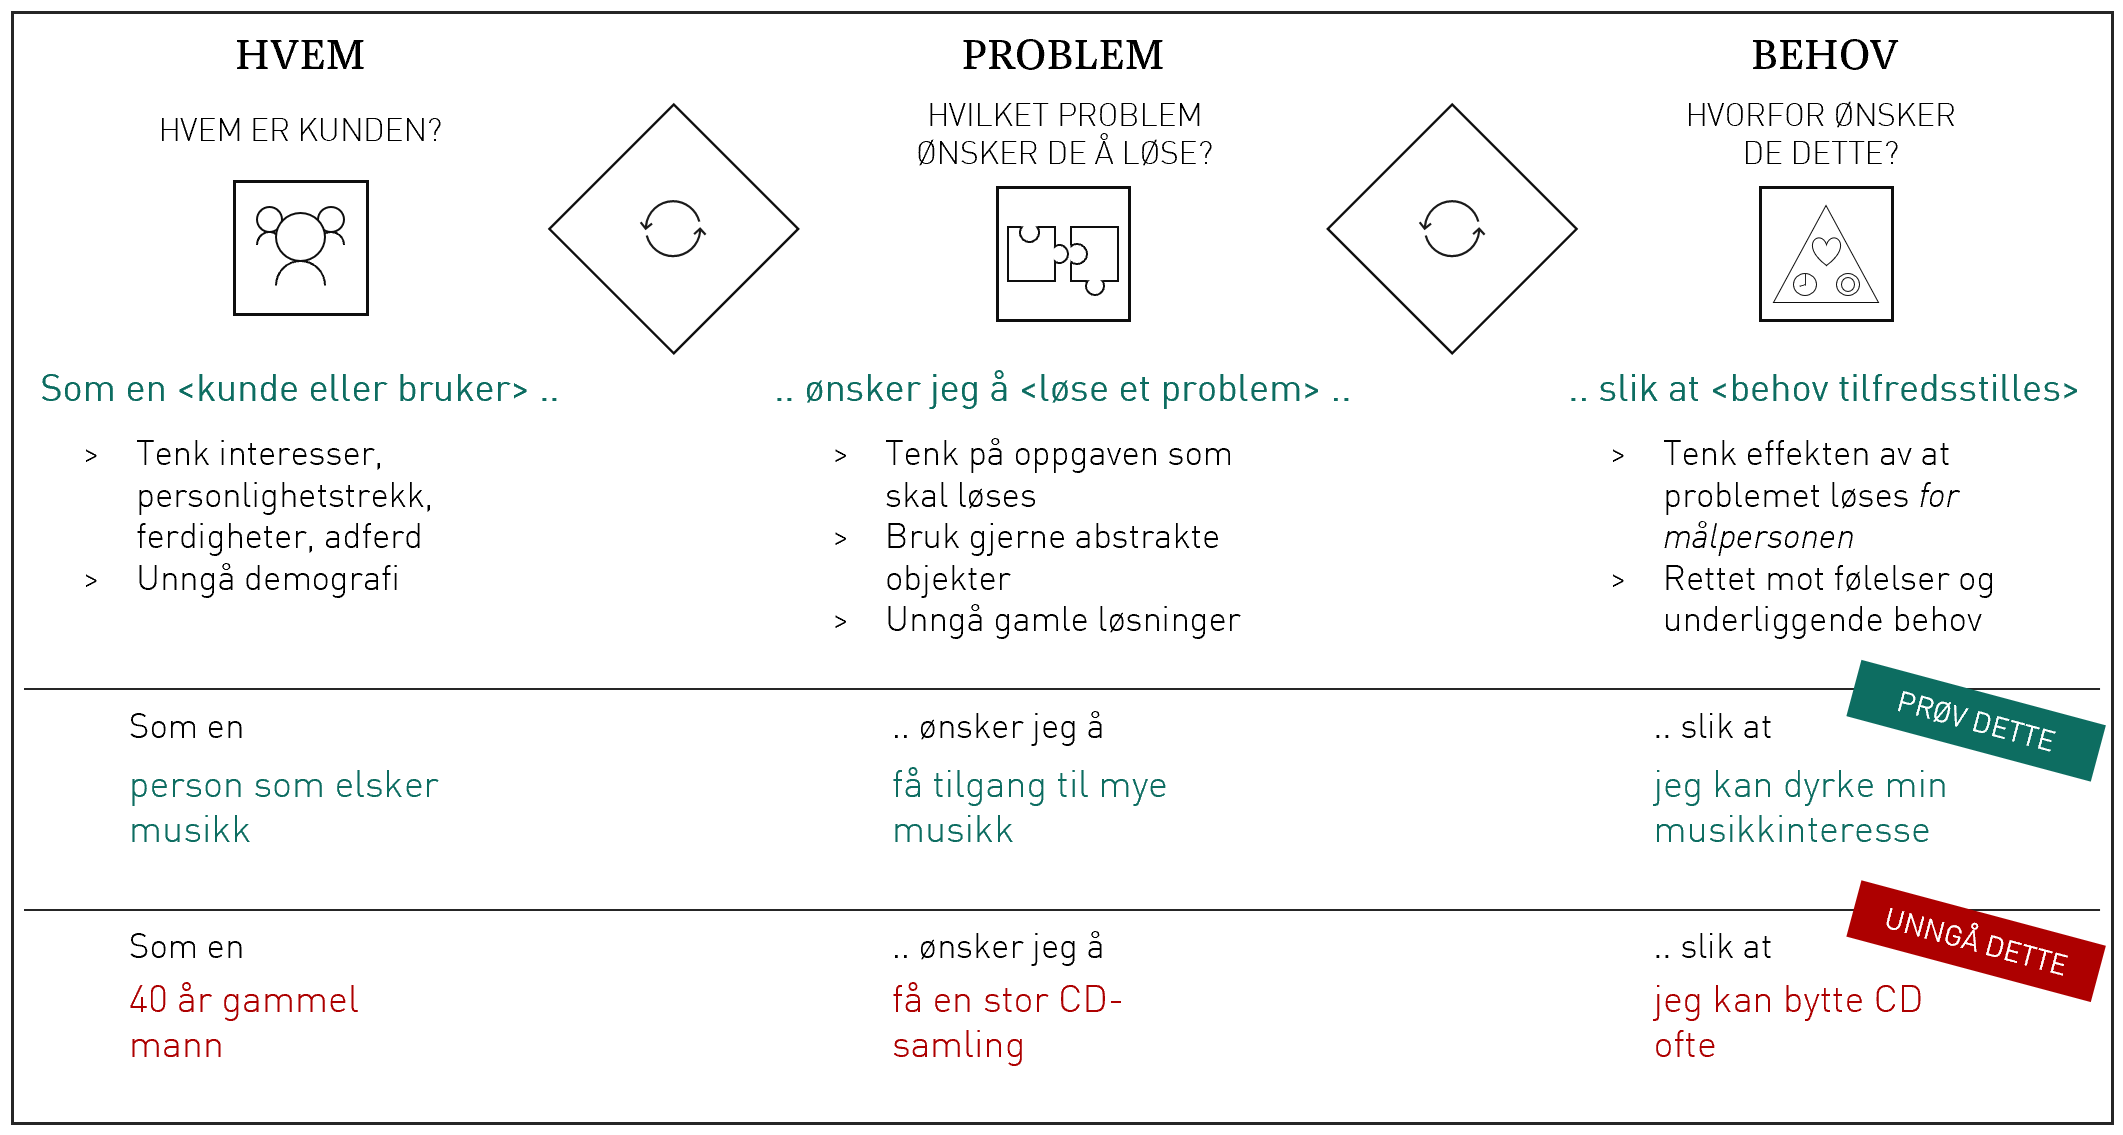 HVEM
HVEM ER KUNDEN?
Som en <kunde eller bruker> ..
> Tenk interesser,
personlighetstrekk,
ferdigheter, adferd
> Unngå demografi
PROBLEM
HVILKET PROBLEM
ØNSKER DE Å LØSE?
.. ønsker jeg å <løse et problem> ..
> Tenk på oppgaven som
skal løses
> Bruk gjerne abstrakte
objekter
> Unngå gamle løsninger
BEHOV
HVORFOR ØNSKER
DE DETTE?
.. slik at <behov tilfredsstilles>
> Tenk effekten av at
problemet løses for
målpersonen
> Rettet mot følelser og
underliggende behov
PRØV DETTE
Som en
person som elsker
musikk
.. ønsker jeg å
få tilgang til mye
musikk
.. slik at
jeg kan dyrke min
musikkinteresse
UNNGÅ DETTE
Som en
40 år gammel
mann
.. ønsker jeg å
få en stor CD-
samling
.. slik at
jeg kan bytte CD
ofte